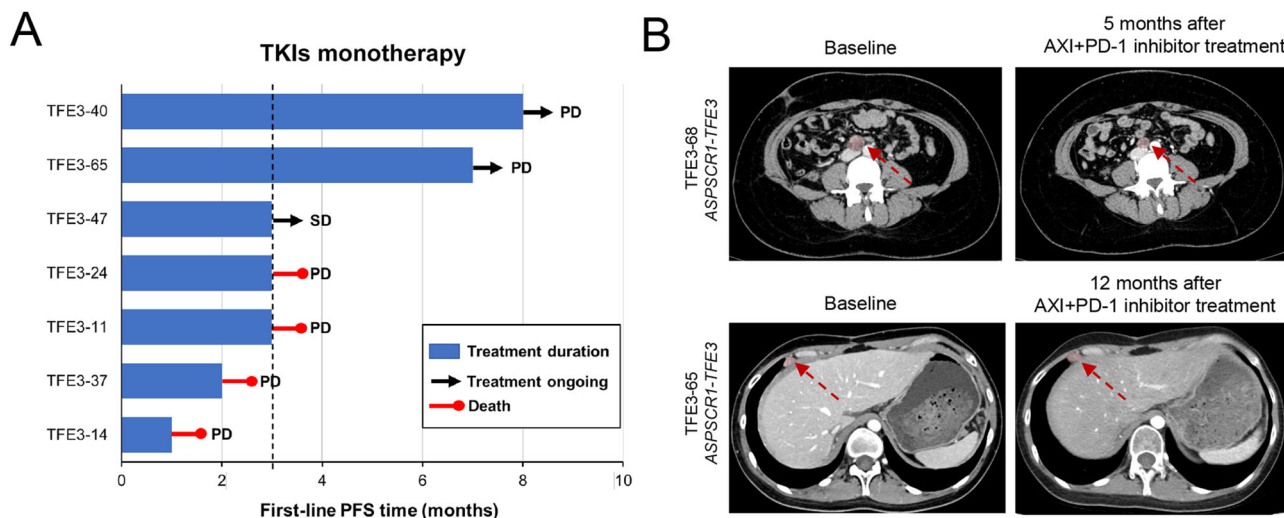 A
TKIs monotherapy
TFE3-40
PD
TFE3-65
PD
TFE3-47
SD
TFE3-24
PD
TFE3-11
PD
TFE3-37
PD
TFE3-14
PD
Treatment duration
Treatment ongoing
Death
0 2 4 6 8 10
First-line PFS time (months)
B
Baseline
5 months after
AXI+PD-1 inhibitor treatment
TFE3-68
ASPSCR1-TFE3
Baseline
12 months after
AXI+PD-1 inhibitor treatment
TFE3-65
ASPSCR1-TFE3